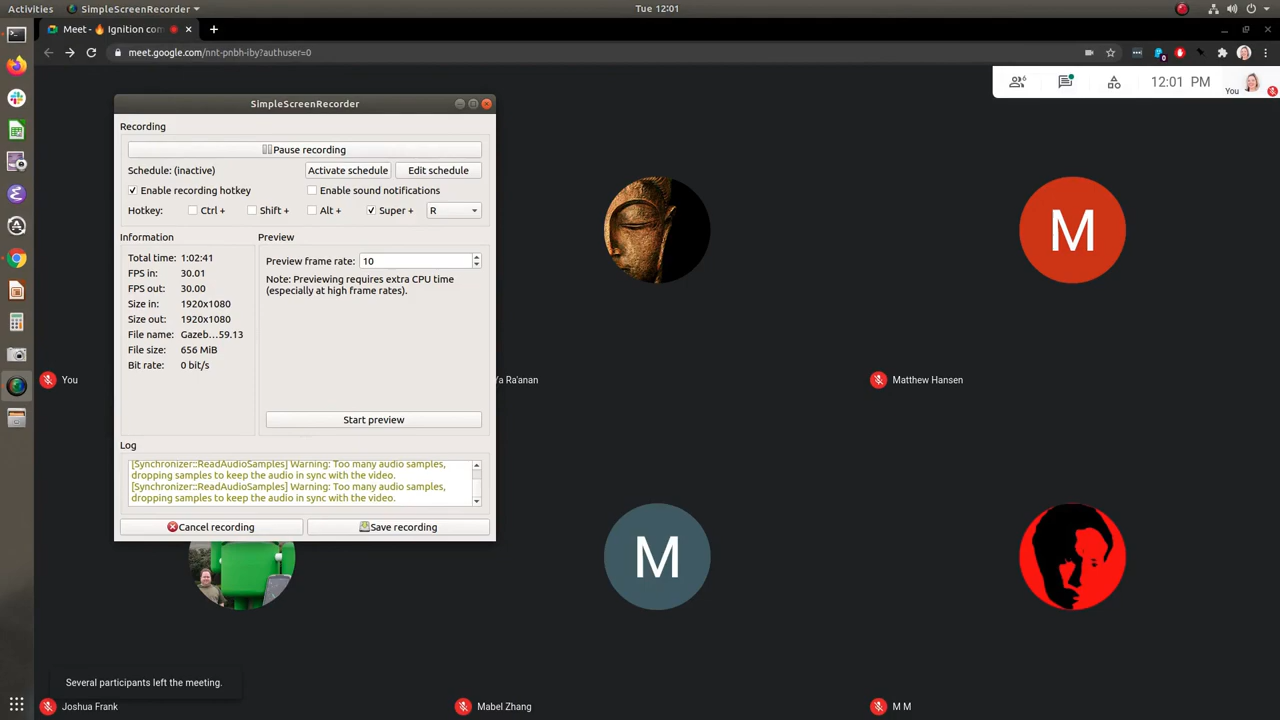 Activities
SimpleScreenRecorder
Tue 12:01
Meet - 🔥 Ignition com
meet.google.com/nnt-pnbh-iby?authuser=0
12:01 PM
You
SimpleScreenRecorder
Recording
Pause recording
Schedule: (inactive)
Activate schedule
Edit schedule
Enable recording hotkey
Enable sound notifications
Hotkey:
Ctrl +
Shift +
Alt +
Super +
R
Information
Total time: 1:02:41
FPS in: 30.01
FPS out: 30.00
Size in: 1920x1080
Size out: 1920x1080
File name: Gazeb...59.13
File size: 656 MiB
Bit rate: 0 bit/s
Preview
Preview frame rate: 10
Note: Previewing requires extra CPU time
(especially at high frame rates).
Start preview
Log
[Synchronizer::ReadAudioSamples] Warning: Too many audio samples,
dropping samples to keep the audio in sync with the video.
[Synchronizer::ReadAudioSamples] Warning: Too many audio samples,
dropping samples to keep the audio in sync with the video.
Cancel recording
Save recording
M
You
Ra'anan
Matthew Hansen
M
Several participants left the meeting.
Joshua Frank
Mabel Zhang
M M